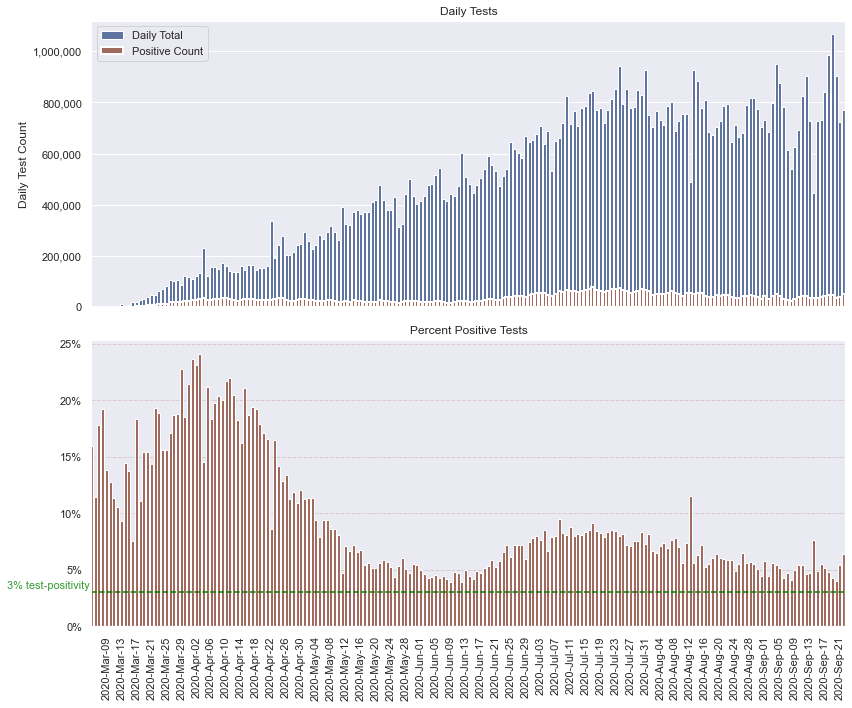 Daily Tests
Daily Total
Positive Count
1,000,000
800,000
600,000
400,000
200,000
0
Daily Test Count
Percent Positive Tests
25%
20%
15%
10%
5%
3% test-positivity
0%
2020-Mar-09
2020-Mar-13
2020-Mar-17
2020-Mar-21
2020-Mar-25
2020-Mar-29
2020-Apr-02
2020-Apr-06
2020-Apr-10
2020-Apr-14
2020-Apr-18
2020-Apr-22
2020-Apr-26
2020-Apr-30
2020-May-04
2020-May-08
2020-May-12
2020-May-16
2020-May-20
2020-May-24
2020-May-28
2020-Jun-01
2020-Jun-05
2020-Jun-09
2020-Jun-13
2020-Jun-17
2020-Jun-21
2020-Jun-25
2020-Jun-29
2020-Jul-03
2020-Jul-07
2020-Jul-11
2020-Jul-15
2020-Jul-19
2020-Jul-23
2020-Jul-27
2020-Jul-31
2020-Aug-04
2020-Aug-08
2020-Aug-12
2020-Aug-16
2020-Aug-20
2020-Aug-24
2020-Aug-28
2020-Sep-01
2020-Sep-05
2020-Sep-09
2020-Sep-13
2020-Sep-17
2020-Sep-21